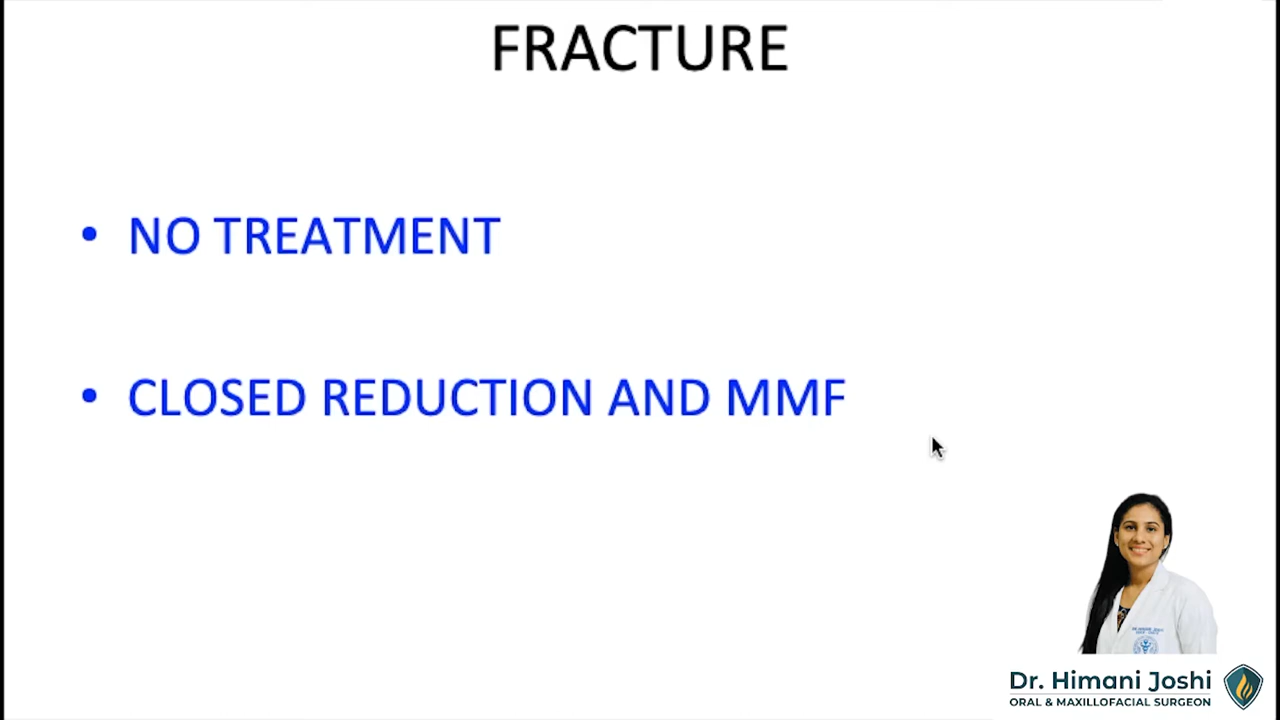 FRACTURE
• NO TREATMENT
• CLOSED REDUCTION AND MMF
Dr. Himani Joshi
ORAL & MAXILLOFACIAL SURGEON